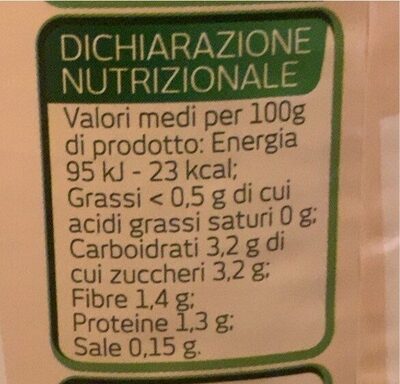 DICHIARAZIONE
NUTRIZIONALE
Valori medi per 100g
di prodotto: Energia
95 kJ - 23 kcal;
Grassi < 0,5 g di cui
acidi grassi saturi 0 g;
Carboidrati 3,2 g di
cui zuccheri 3,2 g;
Fibre 1,4 g;
Proteine 1,3 g;
Sale 0,15 g.